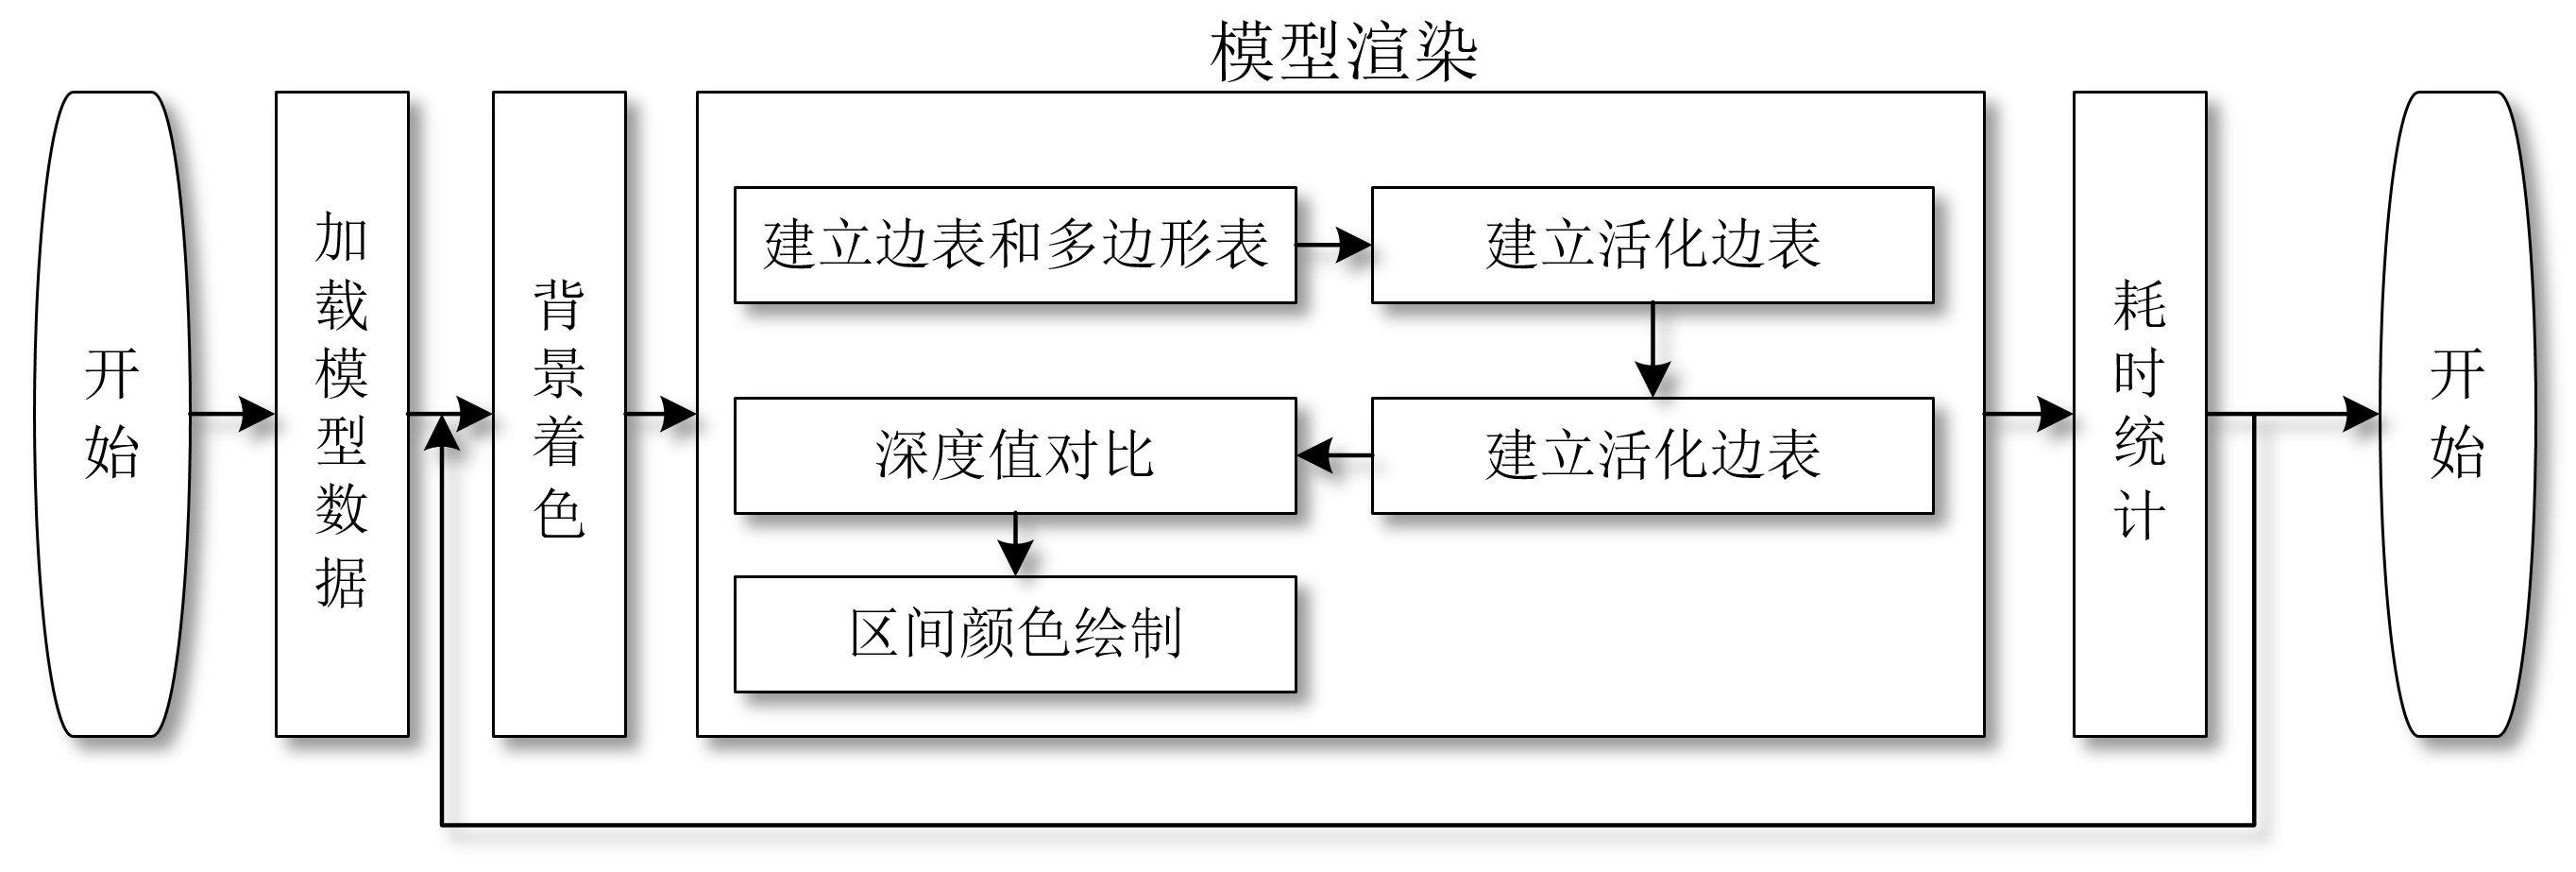 模型渲染
开始
加载模型数据
背景着色
建立边表和多边形表
建立活化边表
建立活化边表
深度值对比
区间颜色绘制
耗时统计
开始